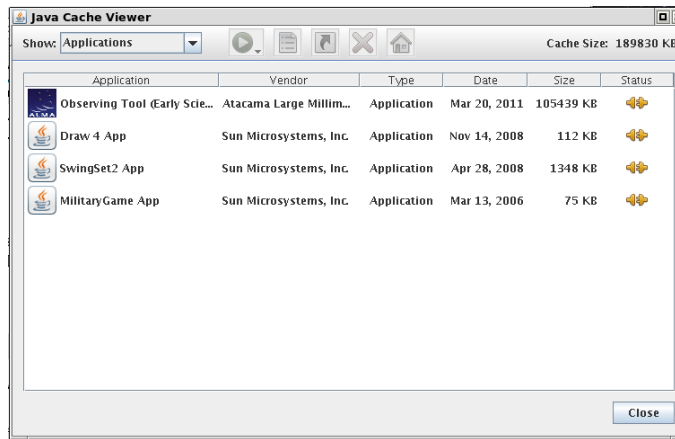 Java Cache Viewer
Show: Applications Cache Size: 189830 KB
Application Vendor Type Date Size Status
ALMA Observing Tool (Early Scie... Atacama Large Millim... Application Mar 20, 2011 105439 KB
Draw 4 App Sun Microsystems, Inc. Application Nov 14, 2008 112 KB
SwingSet2 App Sun Microsystems, Inc. Application Apr 28, 2008 1348 KB
MilitaryGame App Sun Microsystems, Inc. Application Mar 13, 2006 75 KB
Close